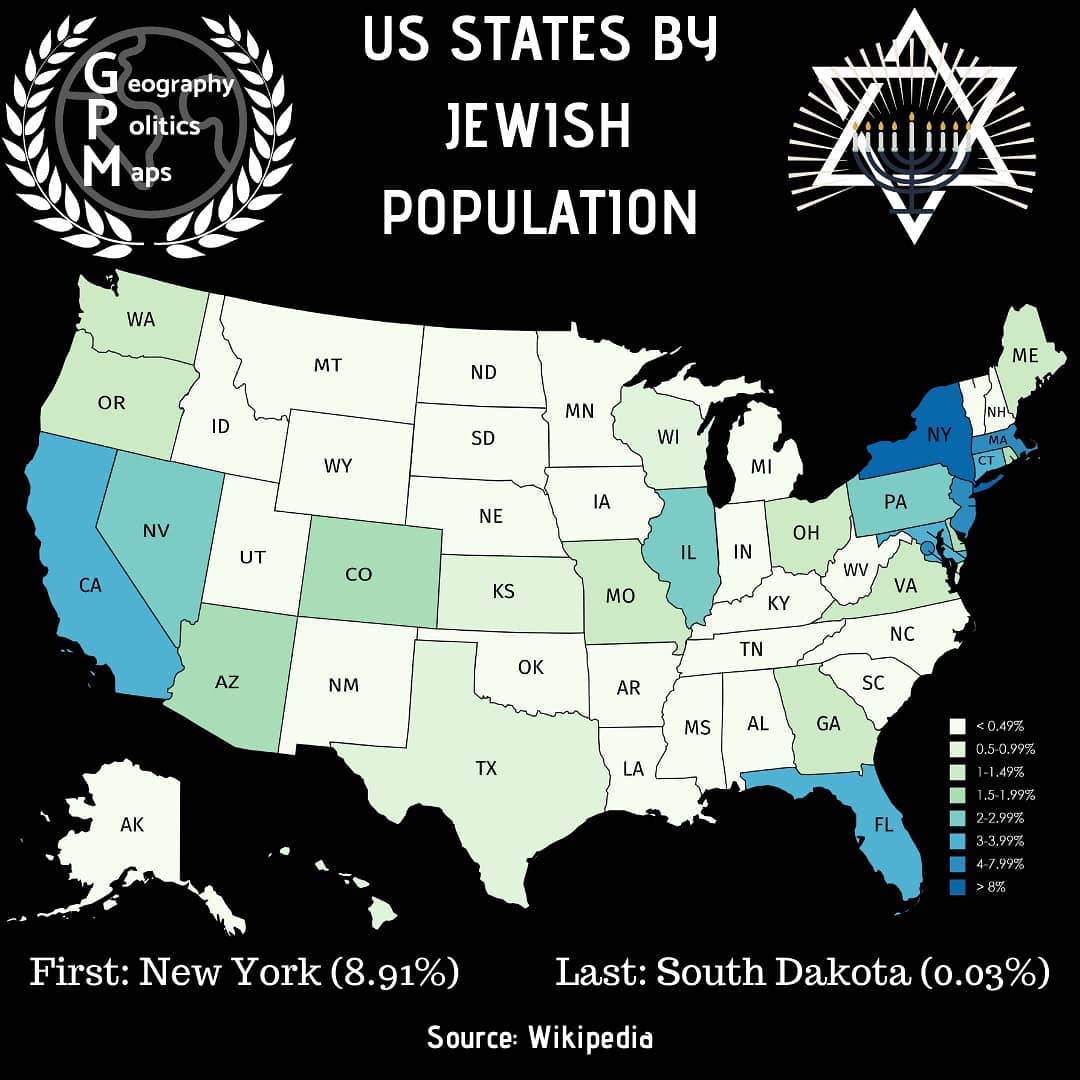 Geography
Politics
Maps
US STATES BY
JEWISH
POPULATION
WA
MT
ND
MN
ME
OR
ID
SD
WI
NH
NY
MA
WY
MI
CT
IA
PA
NE
NV
OH
UT
IL
IN
CO
CA
KS
MO
WV
VA
KY
NC
TN
OK
AZ
NM
AR
SC
MS
AL
GA
TX
LA
AK
FL
< 0.49%
0.5-0.99%
1-1.49%
1.5-1.99%
2-2.99%
3-3.99%
4-7.99%
> 8%
First: New York (8.91%)
Last: South Dakota (0.03%)
Source: Wikipedia